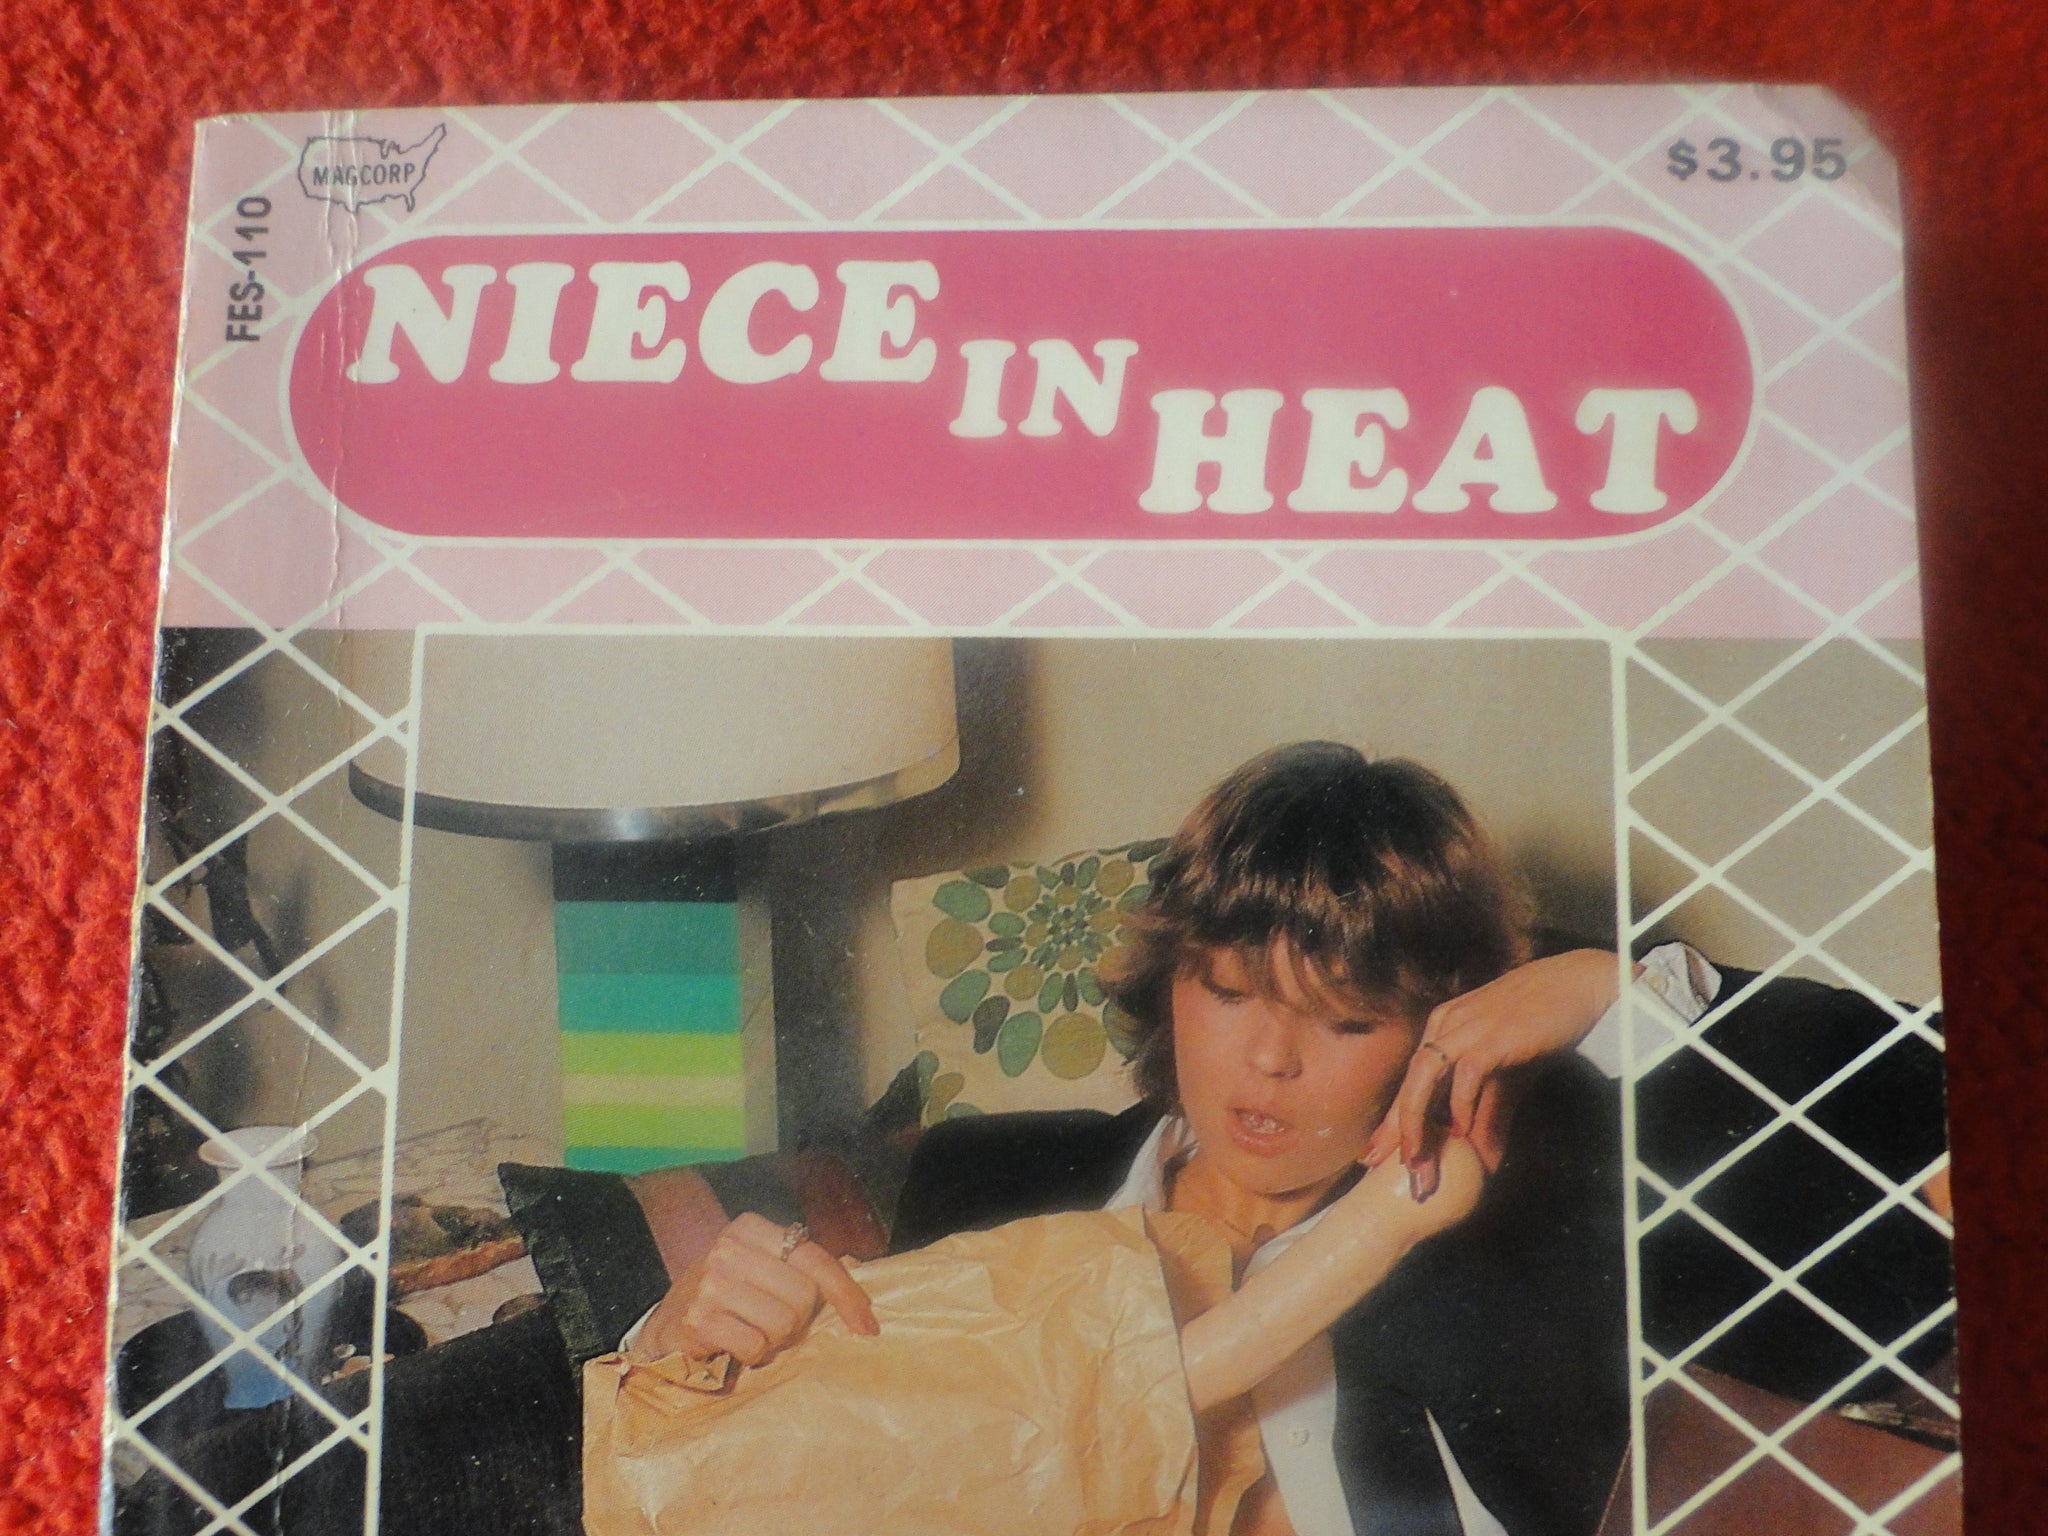 MAGCORP
$3.95
FES-110
NIECE IN HEAT